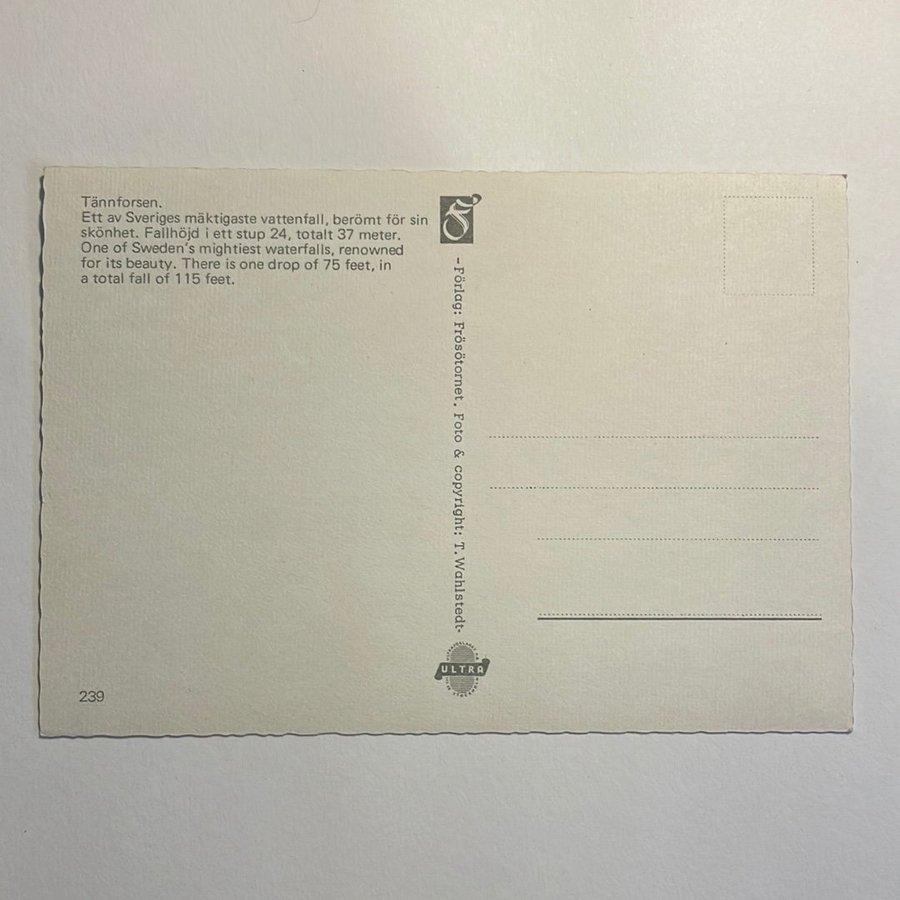 Tännforsen.
Ett av Sveriges mäktigaste vattenfall, berömt för sin
skönhet. Fallhöjd i ett stup 24, totalt 37 meter.
One of Sweden's mightiest waterfalls, renowned
for its beauty. There is one drop of 75 feet, in
a total fall of 115 feet.
-Förlag: Frösötornet. Foto & copyright: T. Wahlstedt-
ULTRA
239